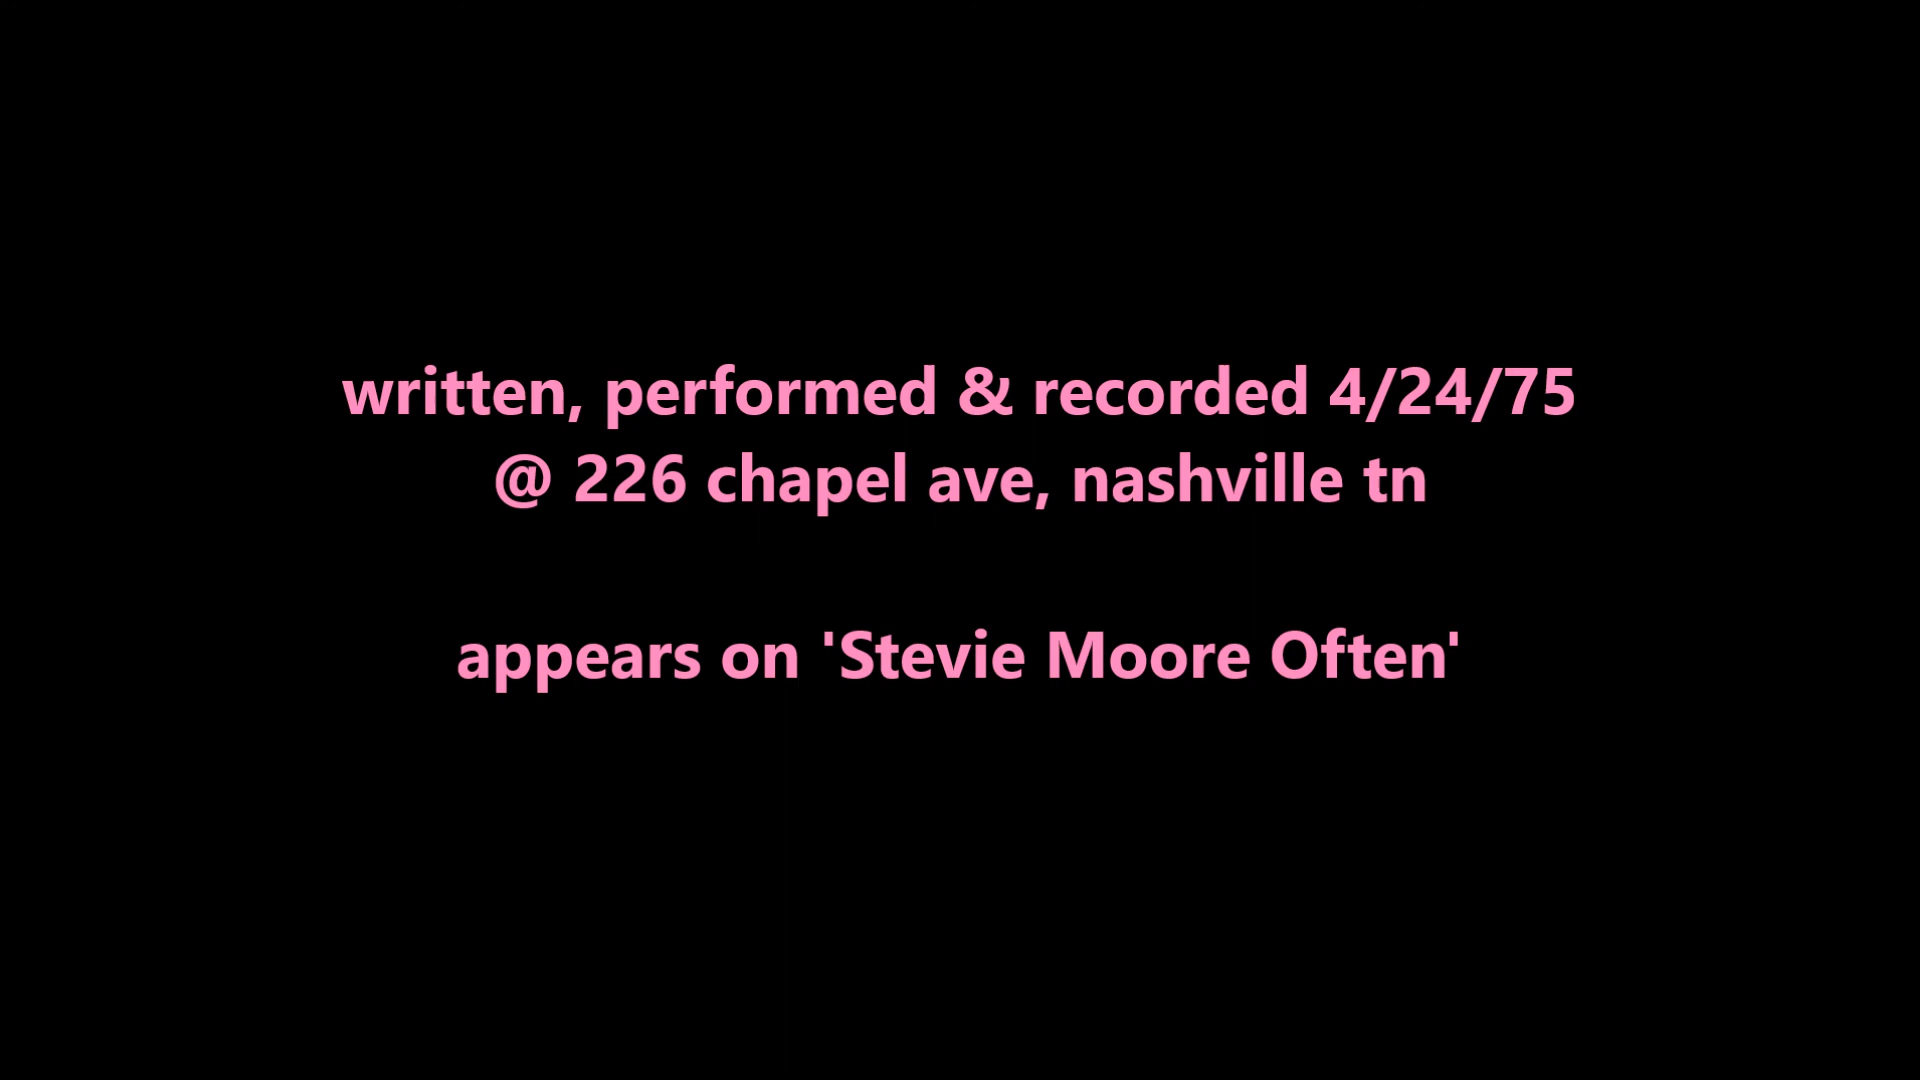 written, performed & recorded 4/24/75
@ 226 chapel ave, nashville tn
appears on 'Stevie Moore Often'